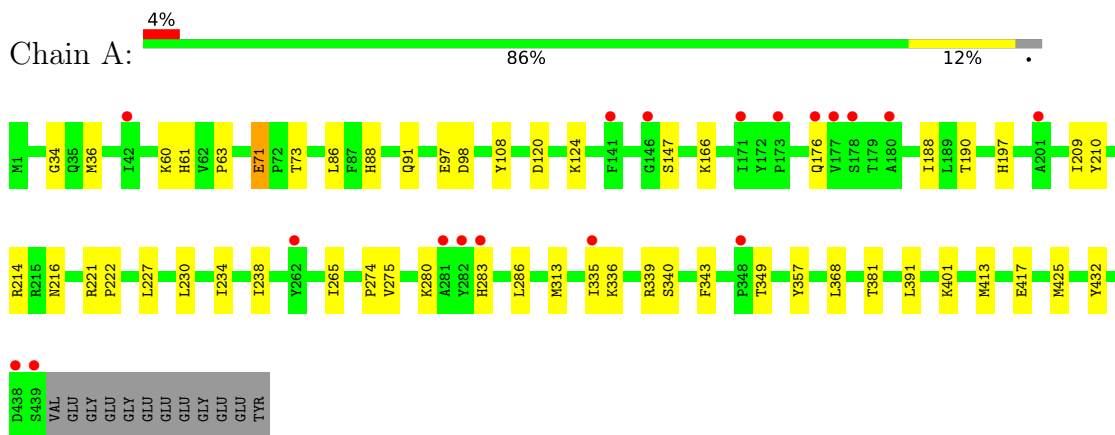 4%
Chain A:
86% 12% •
M1 G34 Q35 M36 I42 K60 H61 V62 P63 E71 P72 T73 L86 F87 H88 Q91 E97 D98 Y108 D120 K124 F141 G146 S147 K166 I171 Y172 P173 Q176 V177 S178 T179 A180 I188 L189 T190 H197 A201 I209 Y210
R214 R215 N216 R221 P222 L227 L230 I234 I238 Y262 I265 P274 V275 K280 A281 Y282 H283 L286 M313 I335 K336 R339 S340 F343 P348 T349 Y357 L368 T381 L391 K401 M413 E417 M425 Y432
D438 S439 VAL GLU GLY GLU GLY GLU GLU GLU GLY GLU GLU TYR